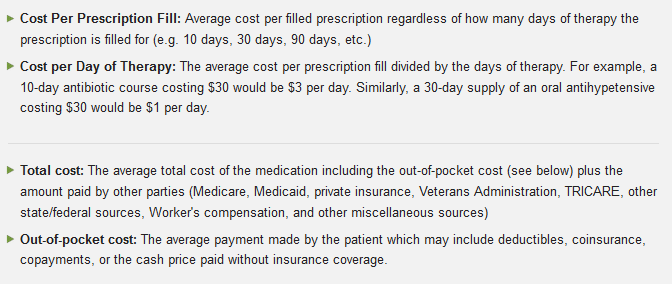 Cost Per Prescription Fill: Average cost per filled prescription regardless of how many days of therapy the
prescription is filled for (e.g. 10 days, 30 days, 90 days, etc.)
Cost per Day of Therapy: The average cost per prescription fill divided by the days of therapy. For example, a
10-day antibiotic course costing $30 would be $3 per day. Similarly, a 30-day supply of an oral antihypetensive
costing $30 would be $1 per day.
Total cost: The average total cost of the medication including the out-of-pocket cost (see below) plus the
amount paid by other parties (Medicare, Medicaid, private insurance, Veterans Administration, TRICARE, other
state/federal sources, Worker's compensation, and other miscellaneous sources)
Out-of-pocket cost: The average payment made by the patient which may include deductibles, coinsurance,
copayments, or the cash price paid without insurance coverage.